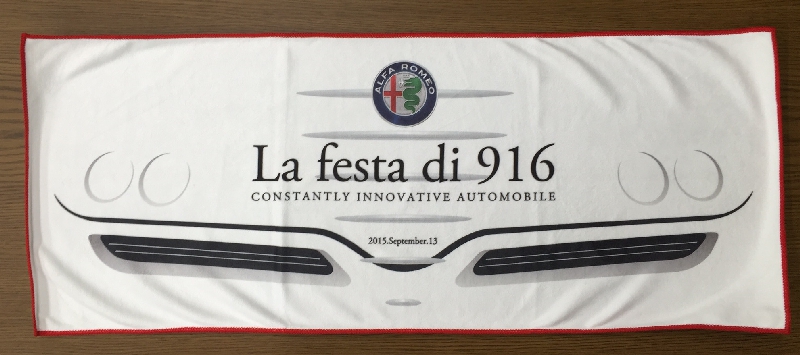 ALFA ROMEO
La festa di 916
CONSTANTLY INNOVATIVE AUTOMOBILE
2015.September.13